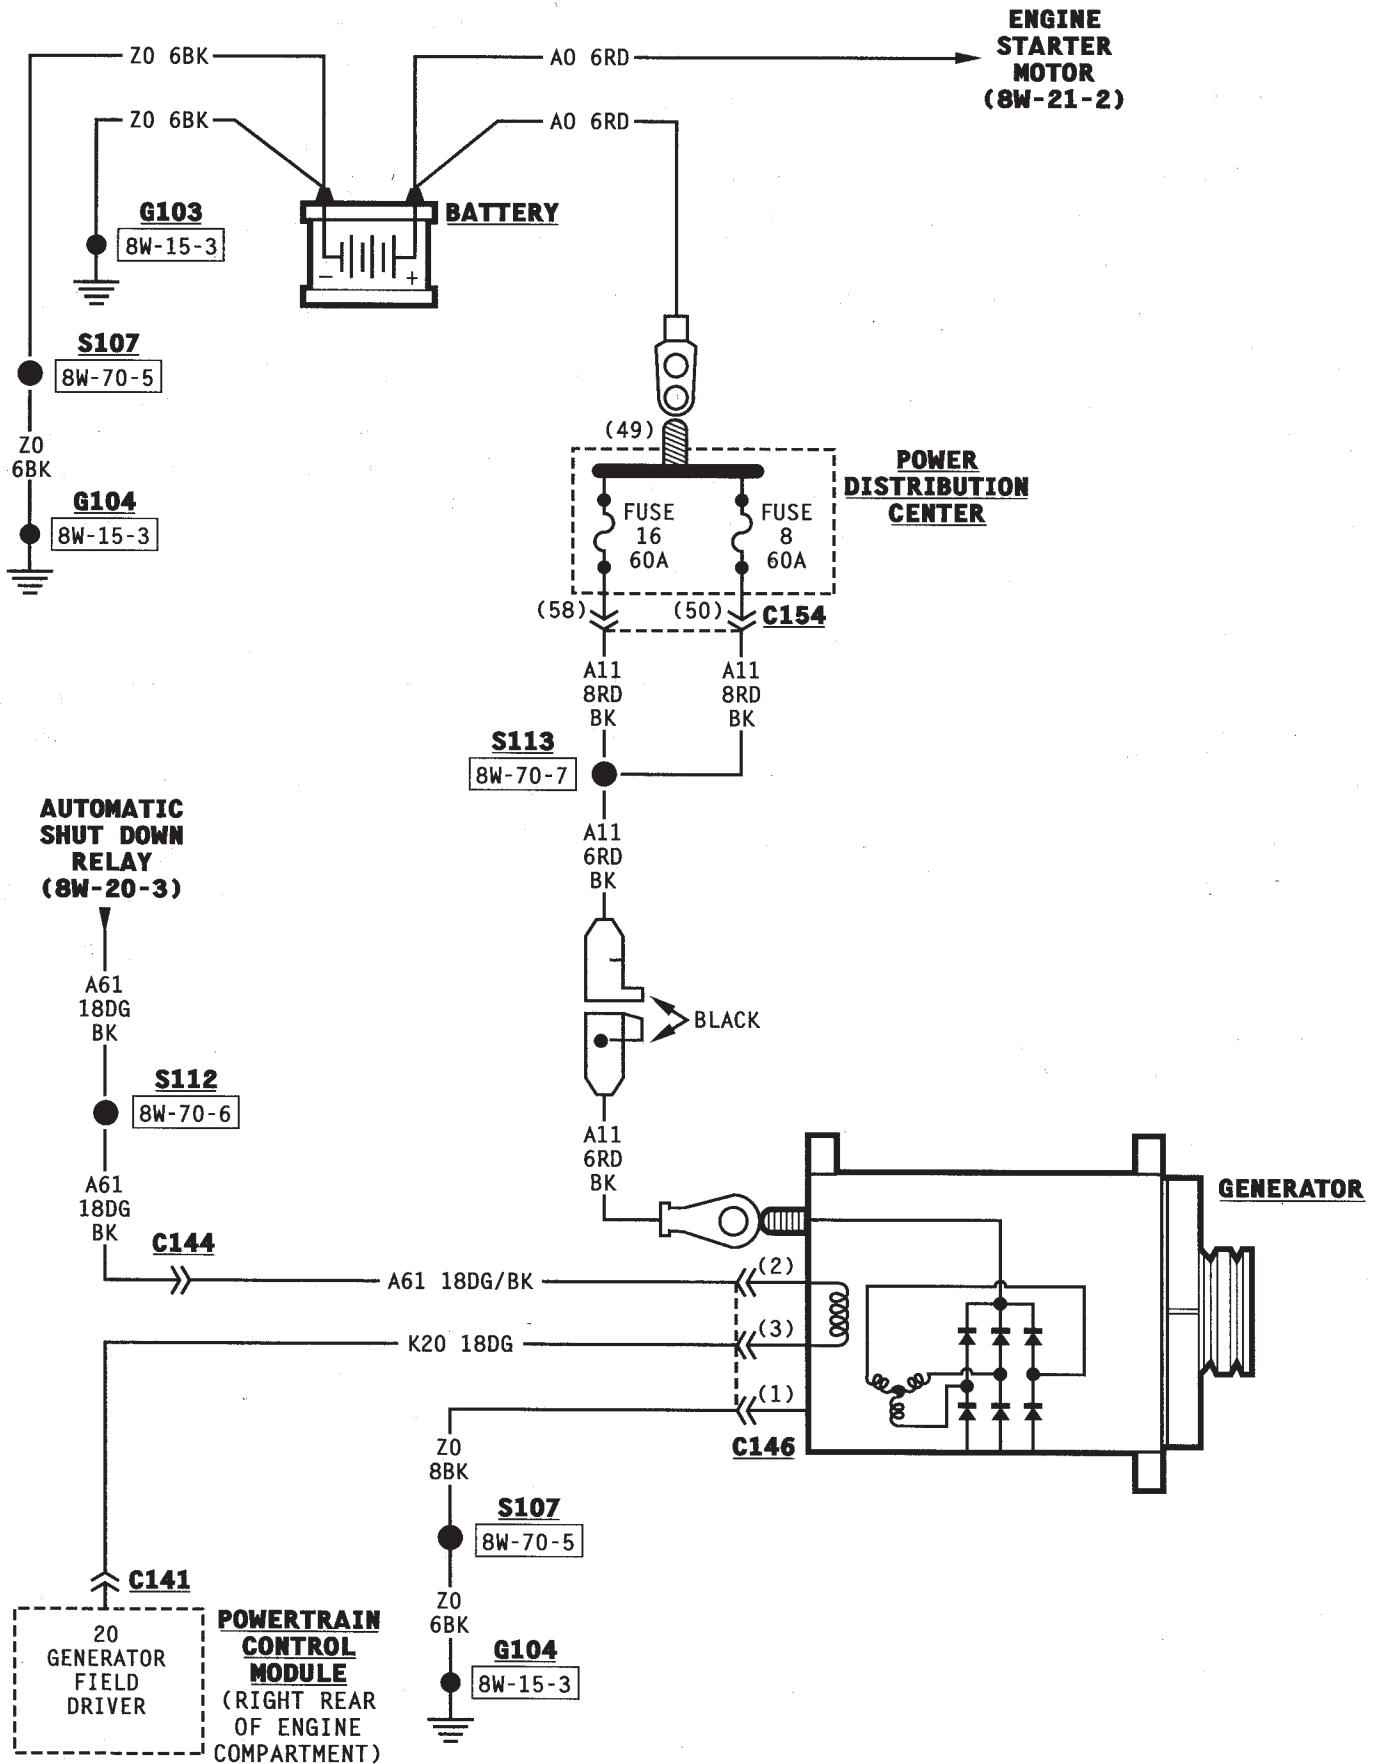 ENGINE
STARTER
MOTOR
(8W-21-2)
Z0 6BK
A0 6RD
Z0 6BK
A0 6RD
G103
8W-15-3
BATTERY
−
+
S107
8W-70-5
Z0
6BK
G104
8W-15-3
(49)
POWER
DISTRIBUTION
CENTER
FUSE
16
60A
FUSE
8
60A
(58)
(50)
C154
A11
8RD
BK
A11
8RD
BK
S113
8W-70-7
A11
6RD
BK
AUTOMATIC
SHUT DOWN
RELAY
(8W-20-3)
A61
18DG
BK
BLACK
S112
8W-70-6
A61
18DG
BK
A11
6RD
BK
GENERATOR
C144
A61 18DG/BK
(2)
K20 18DG
(3)
(1)
C146
Z0
8BK
S107
8W-70-5
Z0
6BK
G104
8W-15-3
C141
20
GENERATOR
FIELD
DRIVER
POWERTRAIN
CONTROL
MODULE
(RIGHT REAR
OF ENGINE
COMPARTMENT)